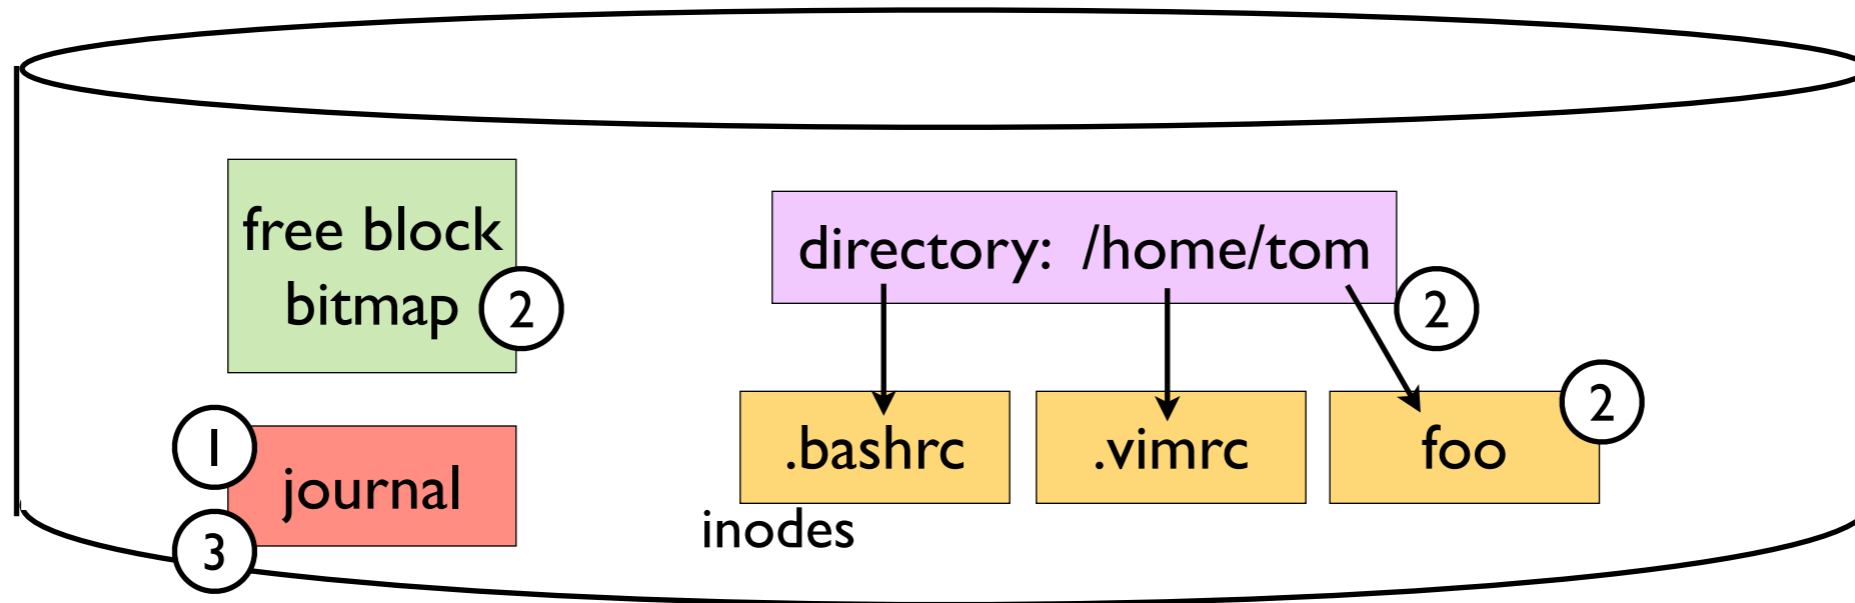 free block
bitmap
2
directory: /home/tom
2
1
journal
3
.bashrc
.vimrc
foo
2
inodes